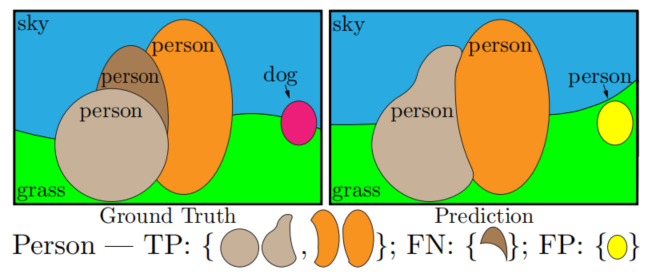 sky
person
person
person
dog
grass
sky
person
person
person
grass
Ground Truth
Prediction
Person — TP: { , }; FN: { }; FP: { }